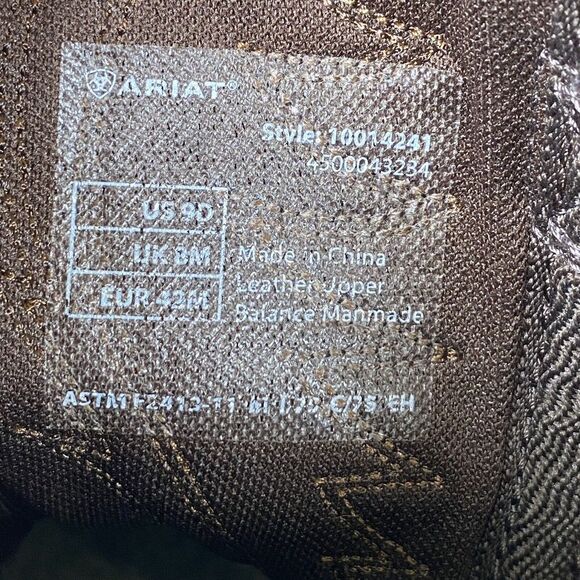 ARIAT®
Style: 10014241
4500043234
US 9D
UK 8M
EUR 42M
Made in China
Leather Upper
Balance Manmade
ASTM F2413-11 M I/75 C/75 EH